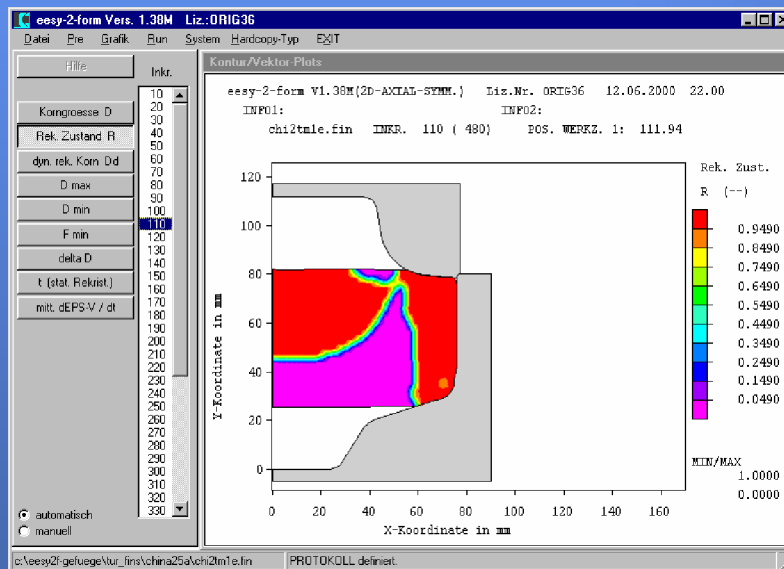 eesy-2-form Vers. 1.38M Liz.:ORIG36
Datei Pre Grafik Run System Hardcopy-Typ EXIT
Hilfe
Inkr.
Korngroesse D
Rek. Zustand R
dyn. rek. Korn Dd
D max
D min
F min
delta D
t (stat. Rekrist.)
mitt. dEPS-V / dt
10
20
30
40
50
60
70
80
90
100
110
120
130
140
150
160
170
180
190
200
210
220
230
240
250
260
270
280
290
300
310
320
330
automatisch
manuell
Kontur/Vektor-Plots
eesy-2-form V1.38M(2D-AXIAL-SYMM.) Liz.Nr. ORIG36 12.06.2000 22.00
INFO1: INFO2:
chi2tm1e.fin INKR. 110 ( 480) POS. WERKZ. 1: 111.94
Rek. Zust.
R (--)
0.9490
0.8490
0.7490
0.6490
0.5490
0.4490
0.3490
0.2490
0.1490
0.0490
MIN/MAX
1.0000
0.0000
Y-Koordinate in mm
120
100
80
60
40
20
0
0 20 40 60 80 100 120 140 160
X-Koordinate in mm
c:\eesy2f-gefuege\tur_fins\china25a\chi2tm1e.fin PROTOKOLL definiert.